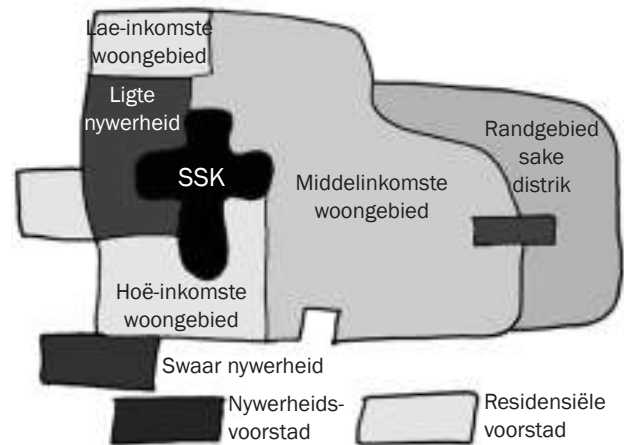 Lae-inkomste
woongebied
Ligte
nywerheid
SSK
Randgebied
sake
distrik
Middelinkomste
woongebied
Hoë-inkomste
woongebied
Swaar nywerheid
Nywerheids-
voorstad
Residensiële
voorstad